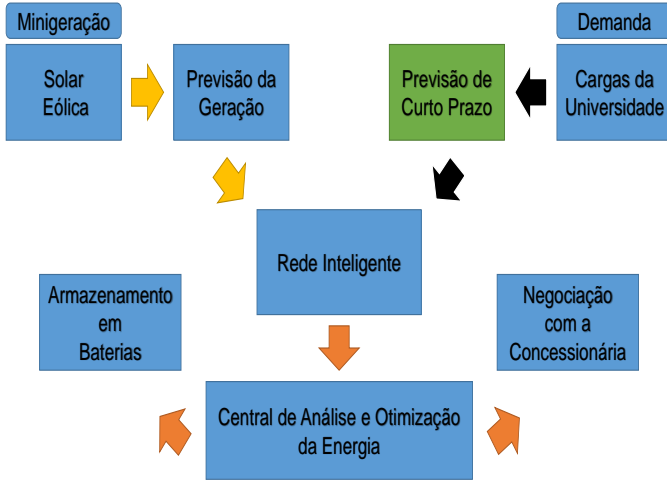 Minigeração
Demanda
Solar
Eólica
Previsão da
Geração
Previsão de
Curto Prazo
Cargas da
Universidade
Rede Inteligente
Armazenamento
em
Baterias
Negociação
com a
Concessionária
Central de Análise e Otimização
da Energia